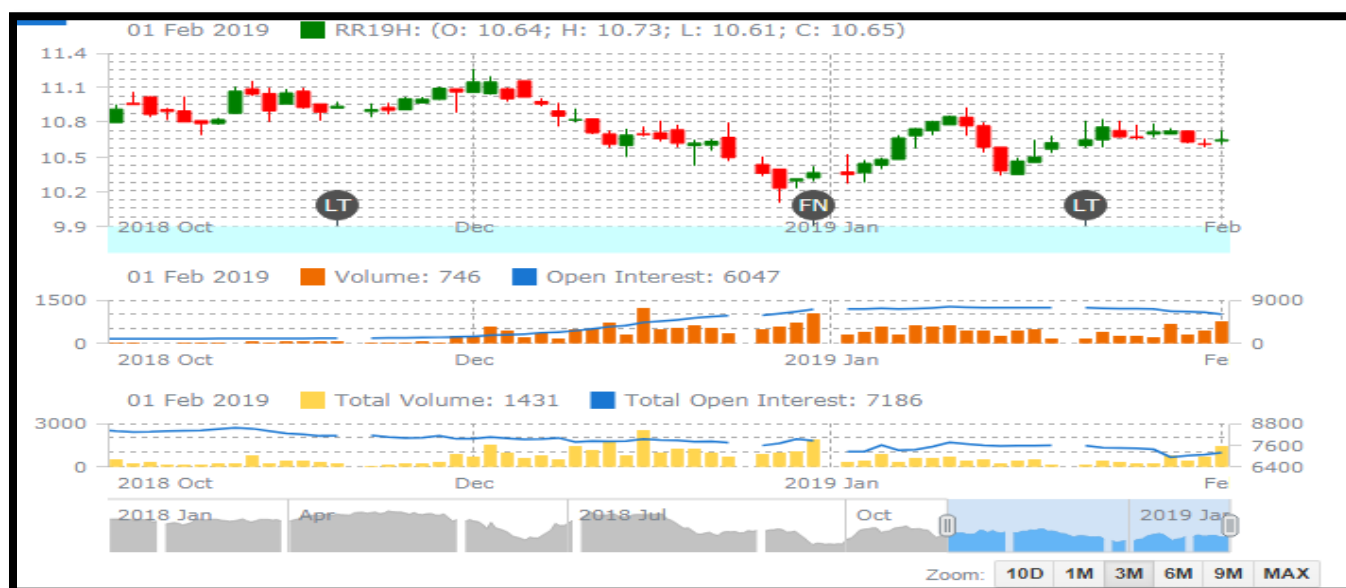 01 Feb 2019 RR19H: (O: 10.64; H: 10.73; L: 10.61; C: 10.65)
11.4
11.1
10.8
10.5
10.2
9.9
LT FN LT
2018 Oct Dec 2019 Jan Feb
01 Feb 2019 Volume: 746 Open Interest: 6047
1500 9000
0 0
2018 Oct Dec 2019 Jan Fe
01 Feb 2019 Total Volume: 1431 Total Open Interest: 7186
3000 8800
7600
0 6400
2018 Oct Dec 2019 Jan Fe
2018 Jan Apr 2018 Jul Oct 2019 Jan
Zoom: 10D 1M 3M 6M 9M MAX